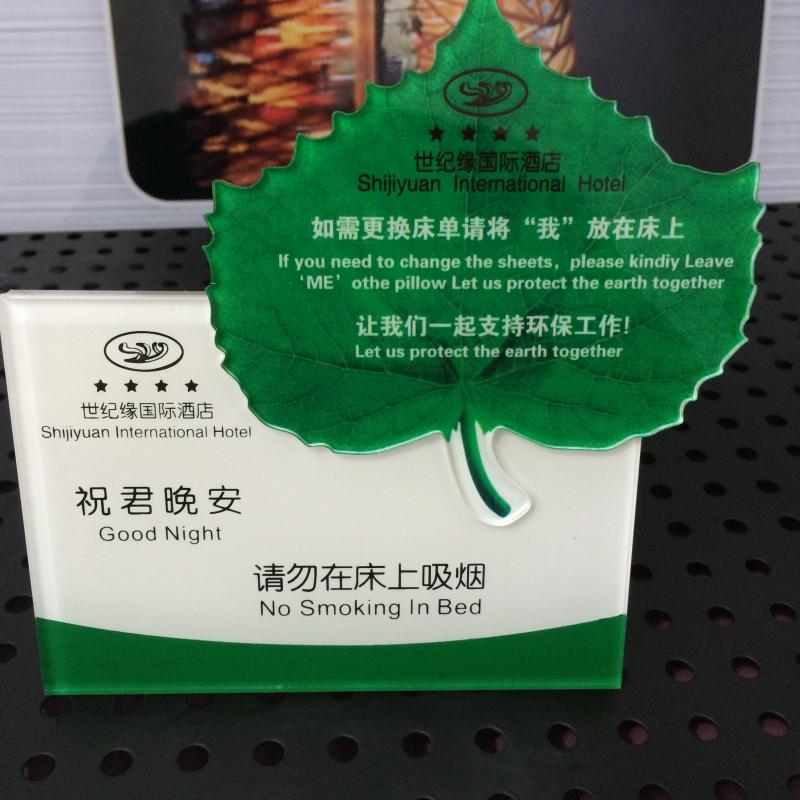 ★★★★
世纪缘国际酒店
Shijiyuan International Hotel
如需更换床单请将“我”放在床上
If you need to change the sheets, please kindiy Leave
‘ME’ othe pillow Let us protect the earth together
让我们一起支持环保工作!
Let us protect the earth together
★★★★
世纪缘国际酒店
Shijiyuan International Hotel
祝君晚安
Good Night
请勿在床上吸烟
No Smoking In Bed